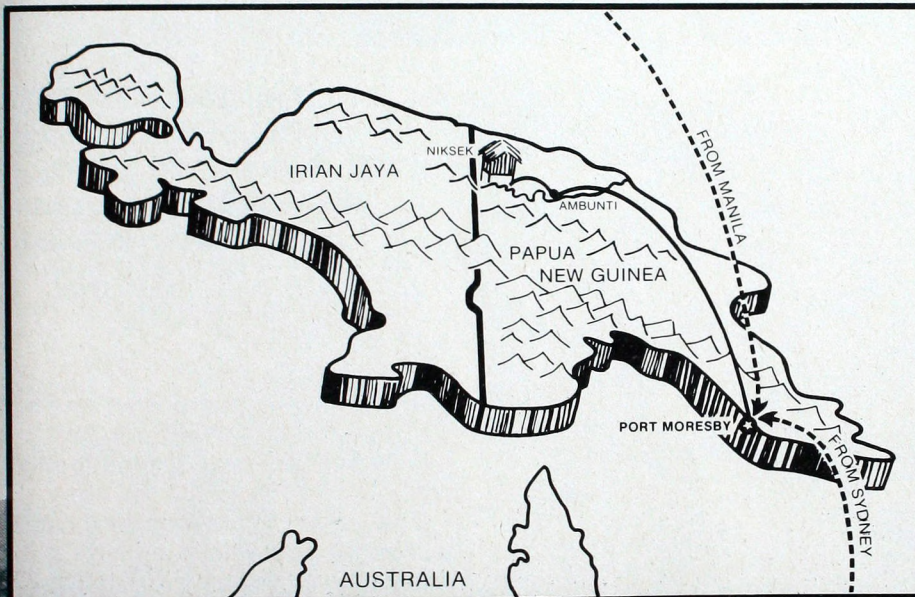 FROM MANILA
NIKSEK
IRIAN JAYA
AMBUNTI
PAPUA
NEW GUINEA
PORT MORESBY
FROM SYDNEY
AUSTRALIA